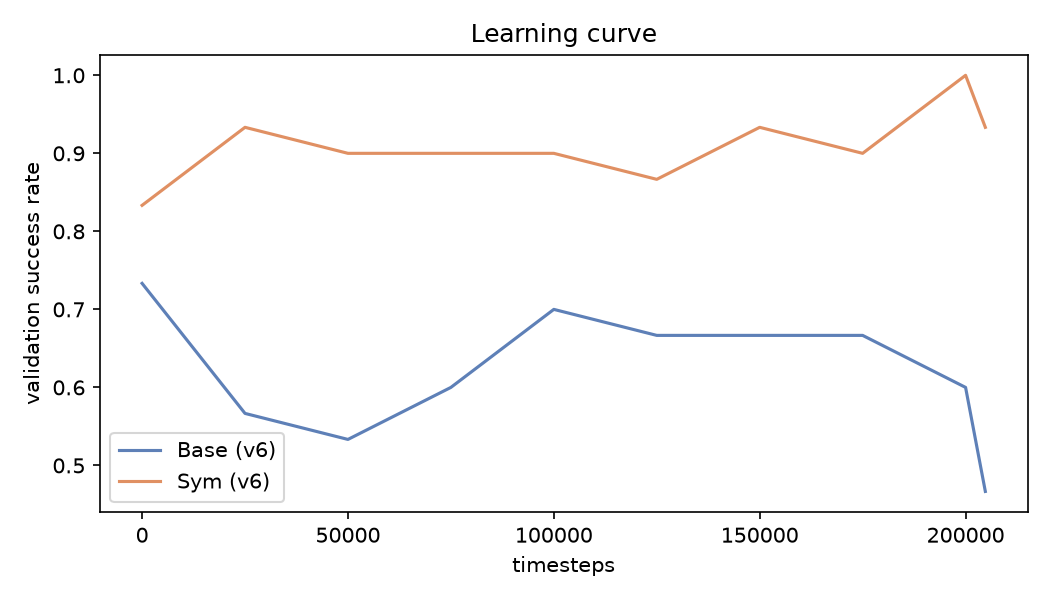 Learning curve
validation success rate
1.0
0.9
0.8
0.7
0.6
0.5
Base (v6)
Sym (v6)
0
50000
100000
150000
200000
timesteps